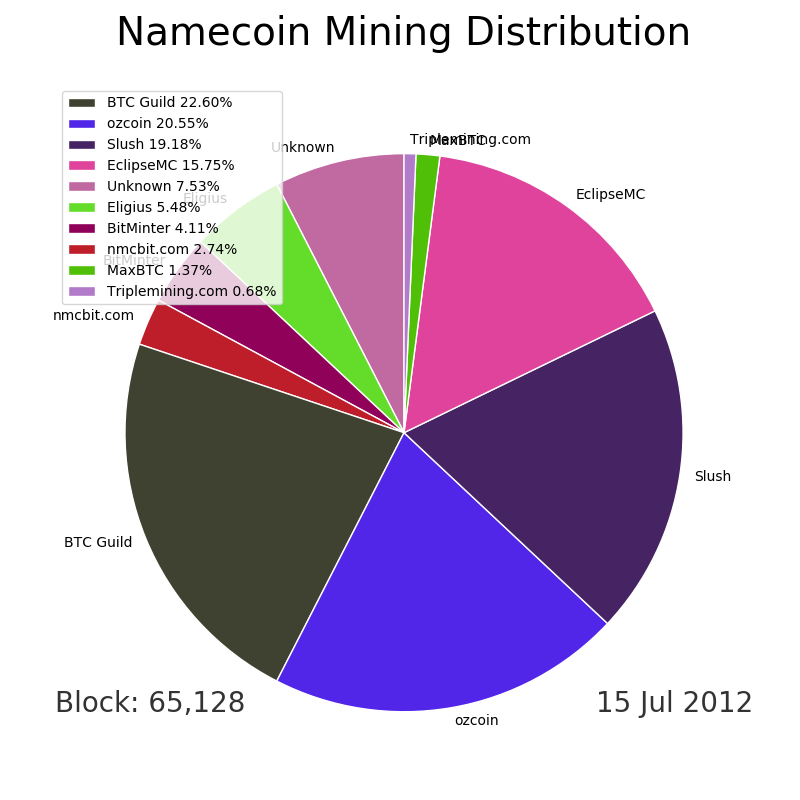 Namecoin Mining Distribution
BTC Guild 22.60%
ozcoin 20.55%
Slush 19.18%
EclipseMC 15.75%
Unknown 7.53%
Eligius 5.48%
BitMinter 4.11%
nmcbit.com 2.74%
MaxBTC 1.37%
Triplemining.com 0.68%
Triplemining.com
MaxBTC
Unknown
EclipseMC
Eligius
BitMinter
nmcbit.com
Slush
BTC Guild
ozcoin
Block: 65,128
15 Jul 2012